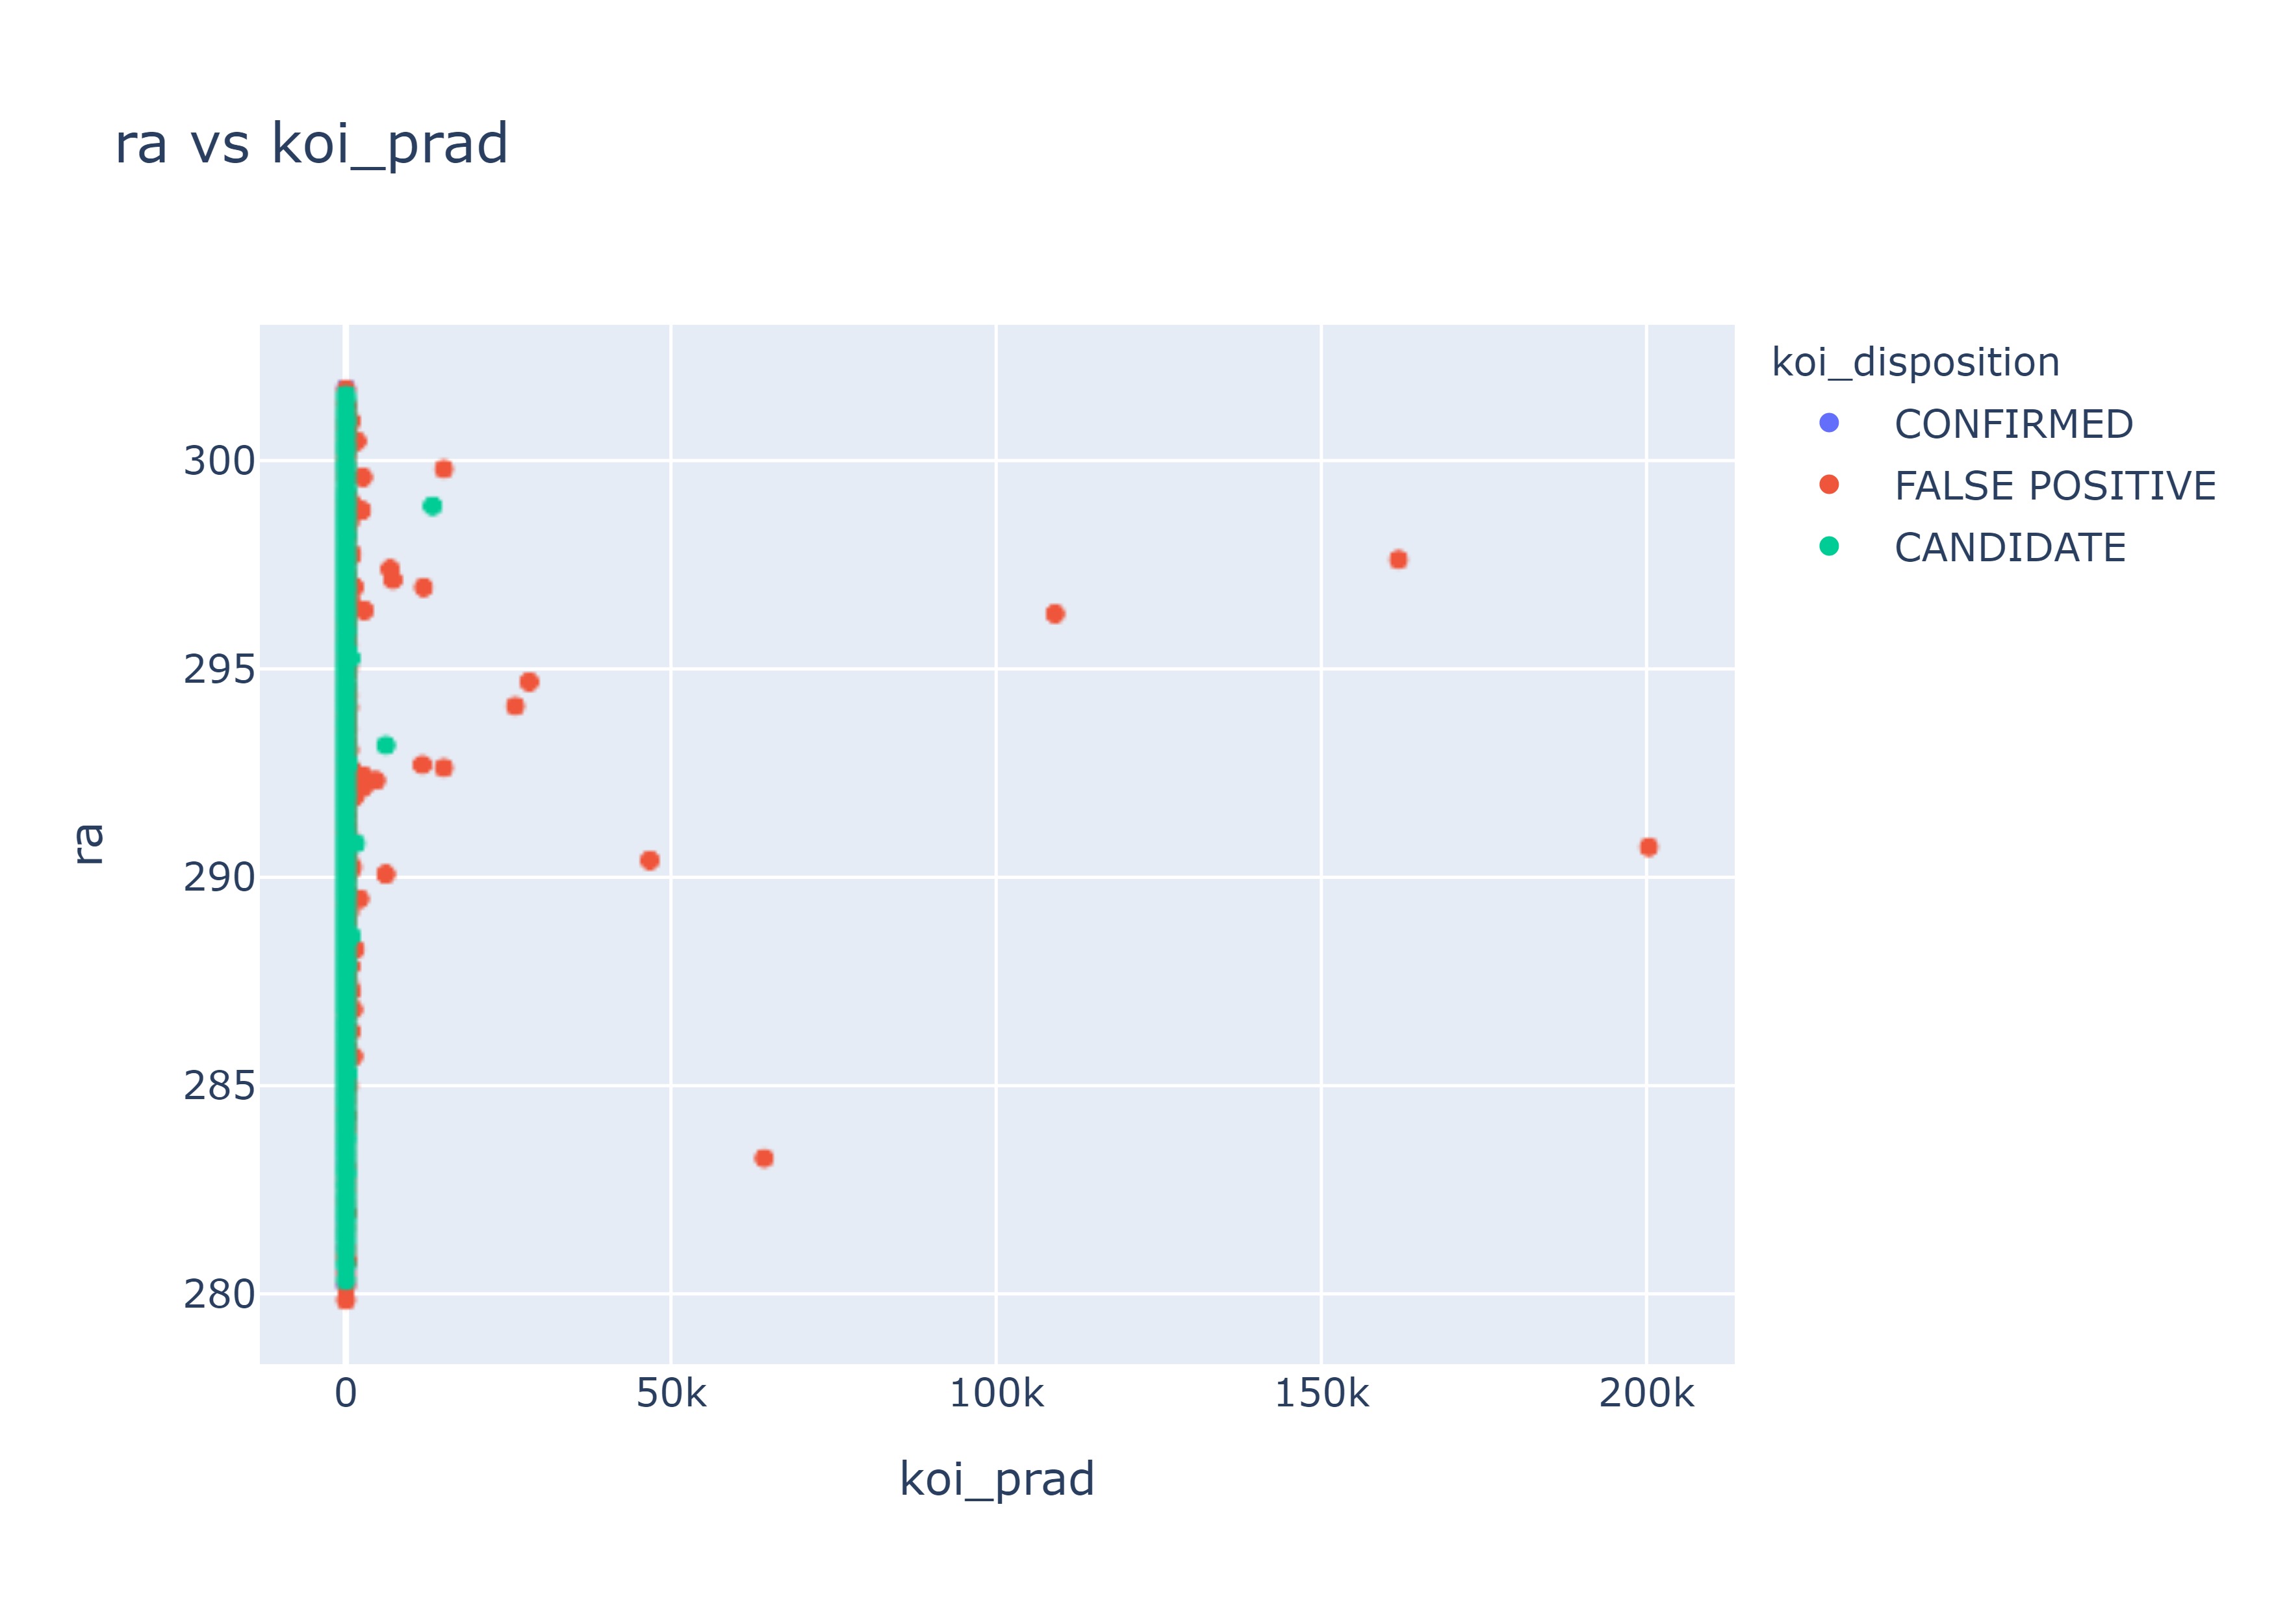 ra vs koi_prad
koi_disposition
CONFIRMED
FALSE POSITIVE
CANDIDATE
300
295
290
285
280
ra
0
50k
100k
150k
200k
koi_prad